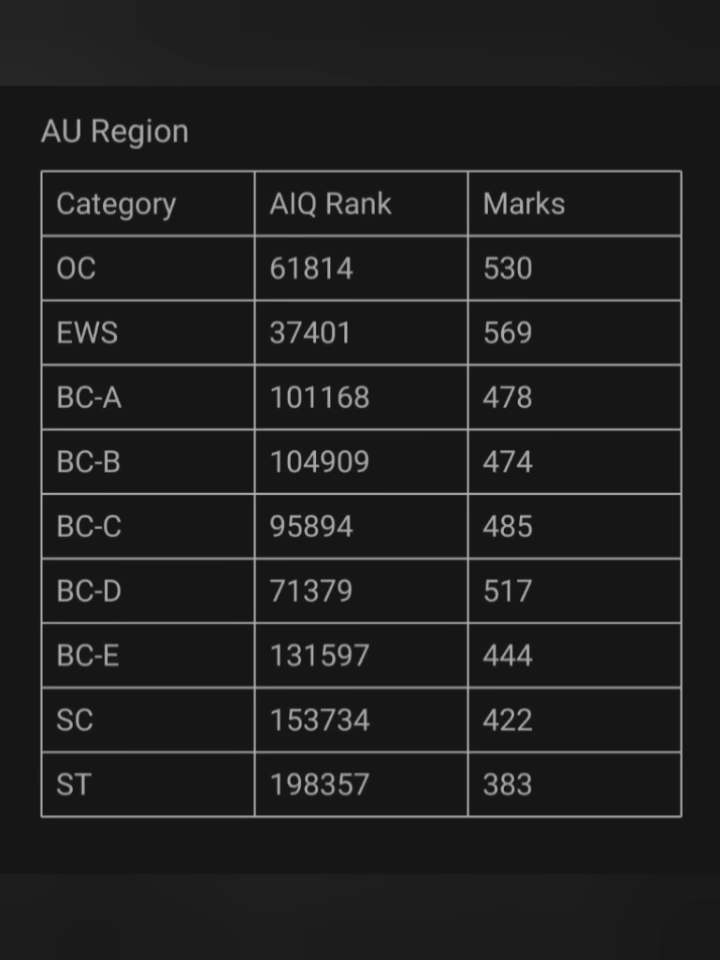 AU Region
Category AIQ Rank Marks
OC 61814 530
EWS 37401 569
BC-A 101168 478
BC-B 104909 474
BC-C 95894 485
BC-D 71379 517
BC-E 131597 444
SC 153734 422
ST 198357 383